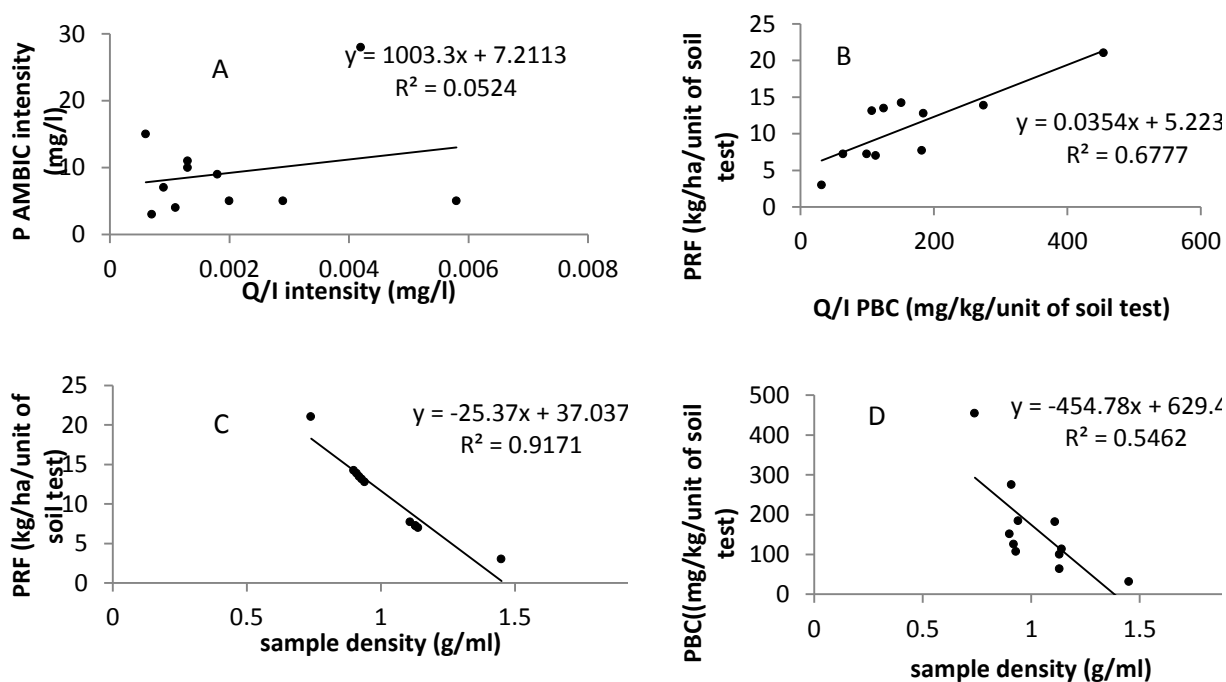 A
y = 1003.3x + 7.2113
R² = 0.0524
P AMBIC intensity
(mg/l)
30
20
10
0
0 0.002 0.004 0.006 0.008
Q/I intensity (mg/l)
B
y = 0.0354x + 5.223
R² = 0.6777
PRF (kg/ha/unit of soil
test)
25
20
15
10
5
0
0 200 400 600
Q/I PBC (mg/kg/unit of soil test)
C
y = -25.37x + 37.037
R² = 0.9171
PRF (kg/ha/unit of
soil test)
25
20
15
10
5
0
0 0.5 1 1.5
sample density (g/ml)
D
y = -454.78x + 629.4
R² = 0.5462
PBC((mg/kg/unit of soil
test)
500
400
300
200
100
0
0 0.5 1 1.5
sample density (g/ml)